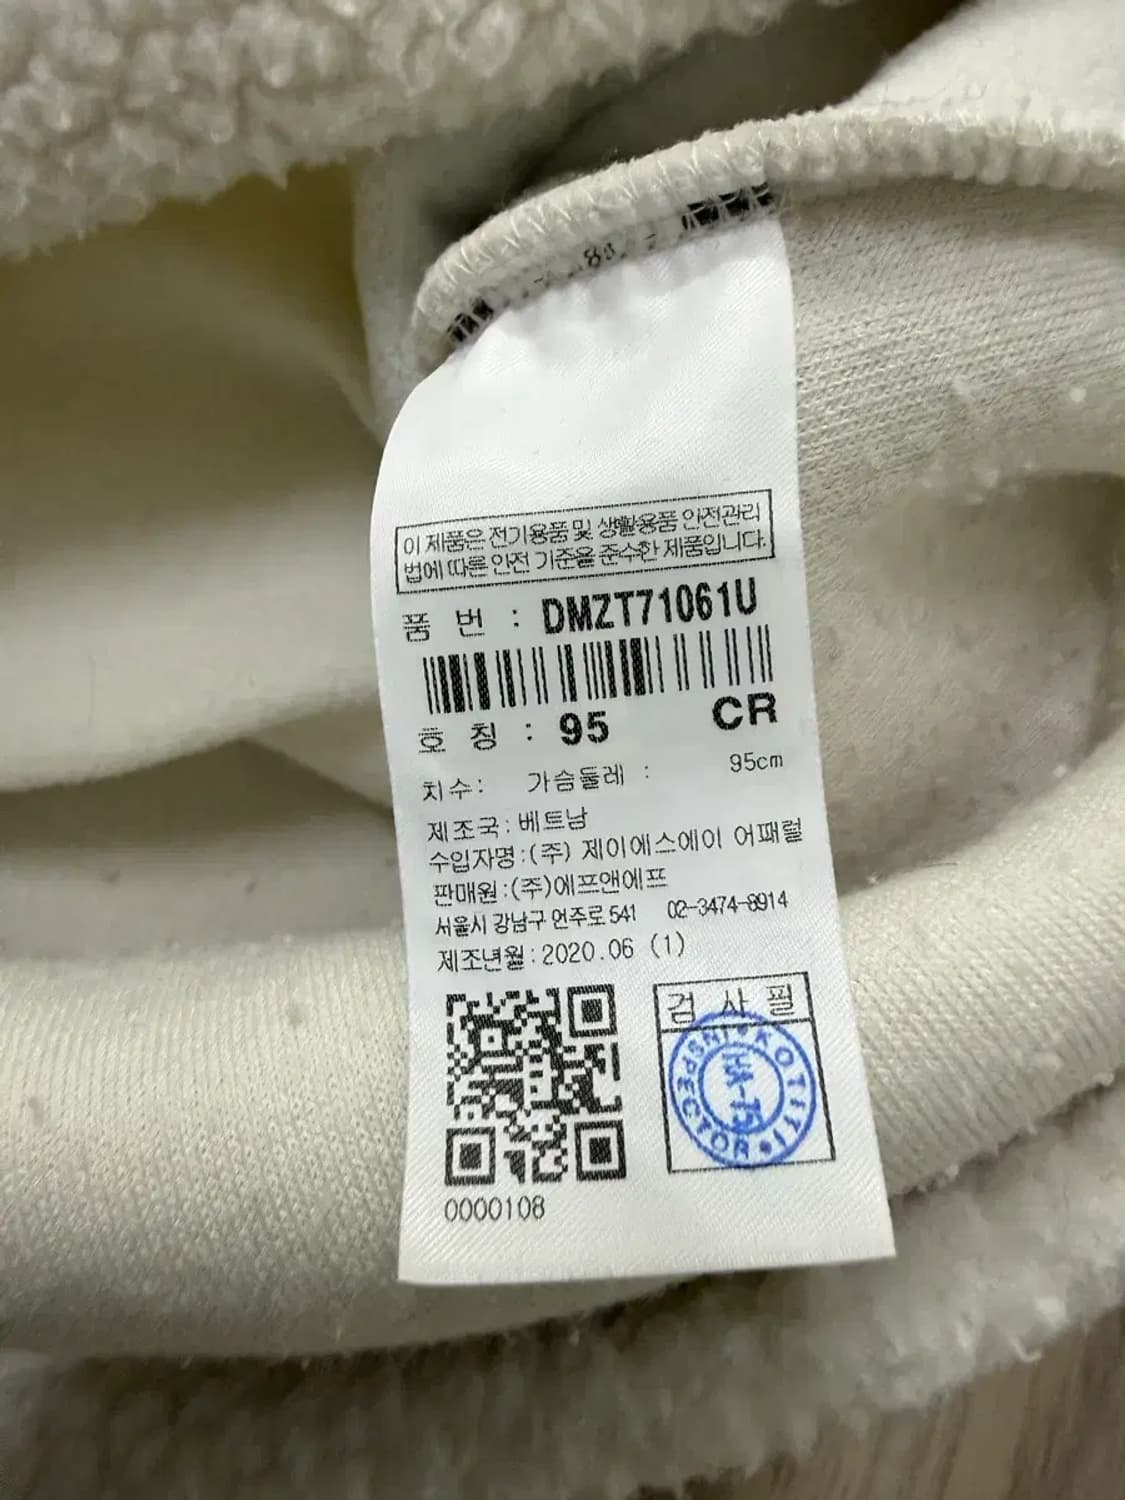 이 제품은 전기용품 및 생활용품 안전관리
법에 따른 안전 기준을 준수한 제품입니다.
품 번 : DMZT71061U
호 칭 : 95 CR
치수: 가슴둘레 : 95cm
제조국:베트남
수입자명:(주) 제이에스에이 어패럴
판매원:(주)에프앤에프
서울시 강남구 언주로 541 02-3474-8914
제조년월:2020.06 (1)
검 사 필
KOTITI INSPECTOR
HA-75
0000108